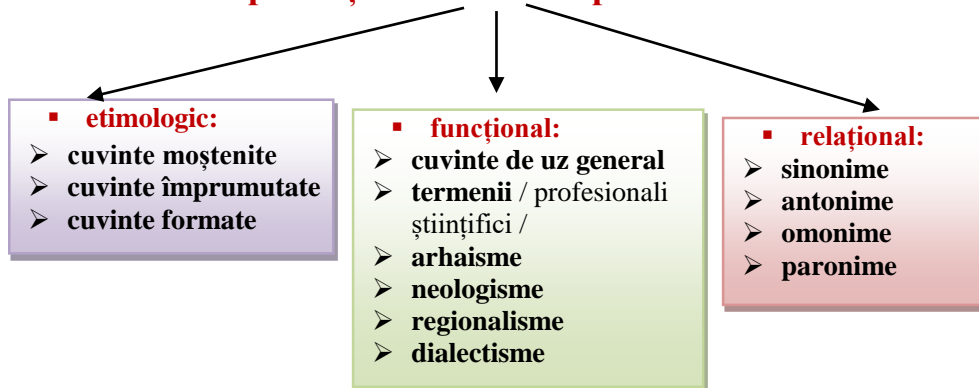 ▪ etimologic:
➢ cuvinte moștenite
➢ cuvinte împrumutate
➢ cuvinte formate
▪ funcțional:
➢ cuvinte de uz general
➢ termenii / profesionali
științifici /
➢ arhaisme
➢ neologisme
➢ regionalisme
➢ dialectisme
▪ relațional:
➢ sinonime
➢ antonime
➢ omonime
➢ paronime